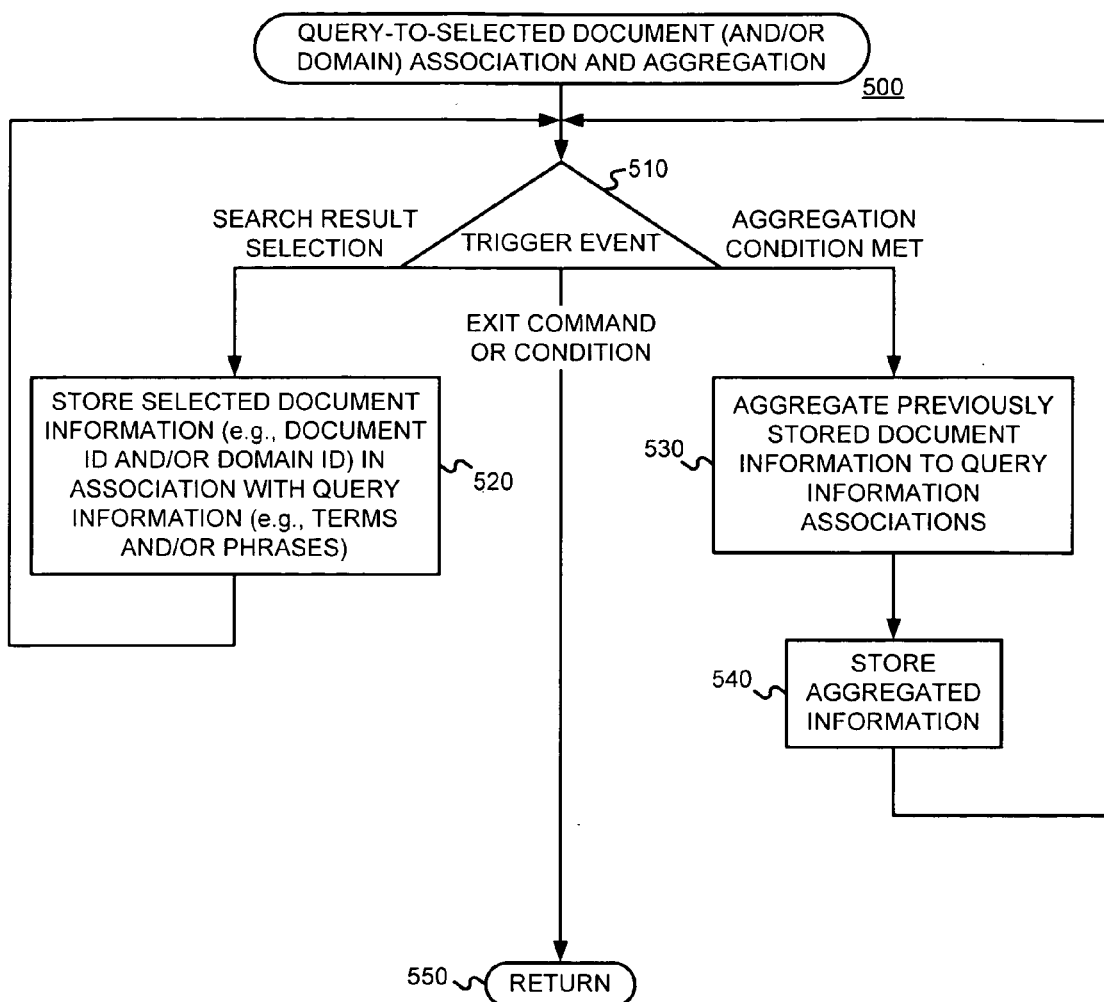 QUERY-TO-SELECTED DOCUMENT (AND/OR
DOMAIN) ASSOCIATION AND AGGREGATION
500
510
SEARCH RESULT
SELECTION
TRIGGER EVENT
AGGREGATION
CONDITION MET
EXIT COMMAND
OR CONDITION
STORE SELECTED DOCUMENT
INFORMATION (e.g., DOCUMENT
ID AND/OR DOMAIN ID) IN
ASSOCIATION WITH QUERY
INFORMATION (e.g., TERMS
AND/OR PHRASES)
520
530
AGGREGATE PREVIOUSLY
STORED DOCUMENT
INFORMATION TO QUERY
INFORMATION
ASSOCIATIONS
540
STORE
AGGREGATED
INFORMATION
550
RETURN